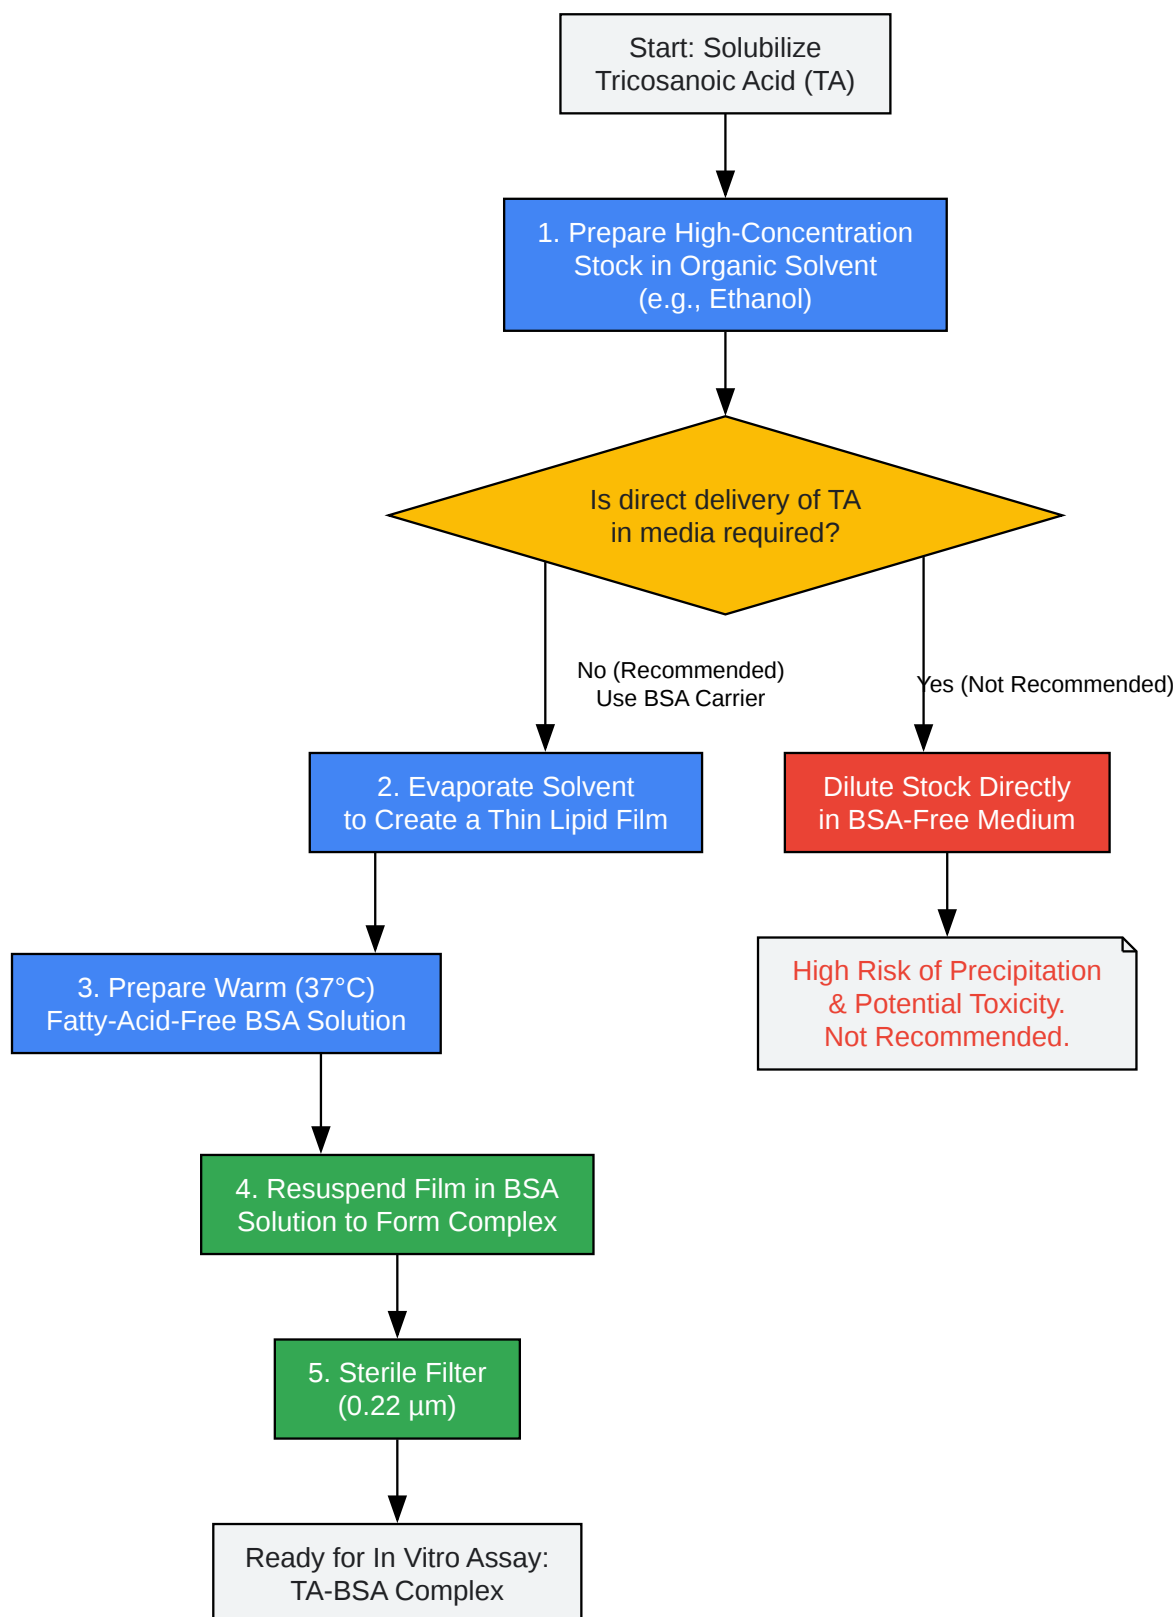 Start: Solubilize
Tricosanoic Acid (TA)
1. Prepare High-Concentration
Stock in Organic Solvent
(e.g., Ethanol)
Is direct delivery of TA
in media required?
No (Recommended)
Use BSA Carrier
Yes (Not Recommended)
2. Evaporate Solvent
to Create a Thin Lipid Film
Dilute Stock Directly
in BSA-Free Medium
3. Prepare Warm (37°C)
Fatty-Acid-Free BSA Solution
High Risk of Precipitation
& Potential Toxicity.
Not Recommended.
4. Resuspend Film in BSA
Solution to Form Complex
5. Sterile Filter
(0.22 µm)
Ready for In Vitro Assay:
TA-BSA Complex